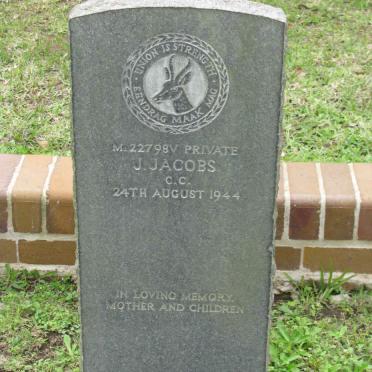 UNION IS STRENGTH
EENDRAG MAAK MAG
M.22798V PRIVATE
J. JACOBS
C.C.
24TH AUGUST 1944
IN LOVING MEMORY,
MOTHER AND CHILDREN